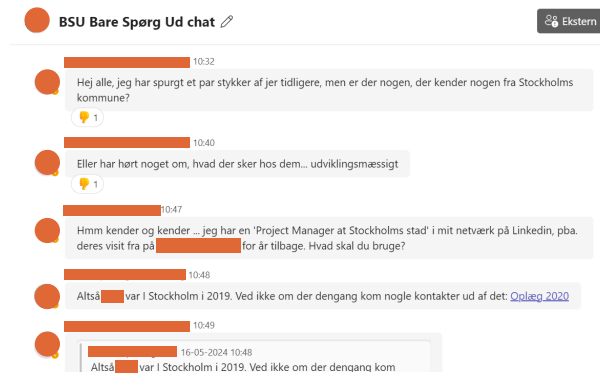 BSU Bare Spørg Ud chat
Ekstern
10:32
Hej alle, jeg har spurgt et par stykker af jer tidligere, men er der nogen, der kender nogen fra Stockholms
kommune?
1
10:40
Eller har hørt noget om, hvad der sker hos dem... udviklingsmæssigt
1
10:47
Hmm kender og kender ... jeg har en 'Project Manager at Stockholms stad' i mit netværk på Linkedin, pba.
deres visit fra på for år tilbage. Hvad skal du bruge?
10:48
Altså var I Stockholm i 2019. Ved ikke om der dengang kom nogle kontakter ud af det: Oplæg 2020
10:49
16-05-2024 10:48
Altså var I Stockholm i 2019. Ved ikke om der dengang kom